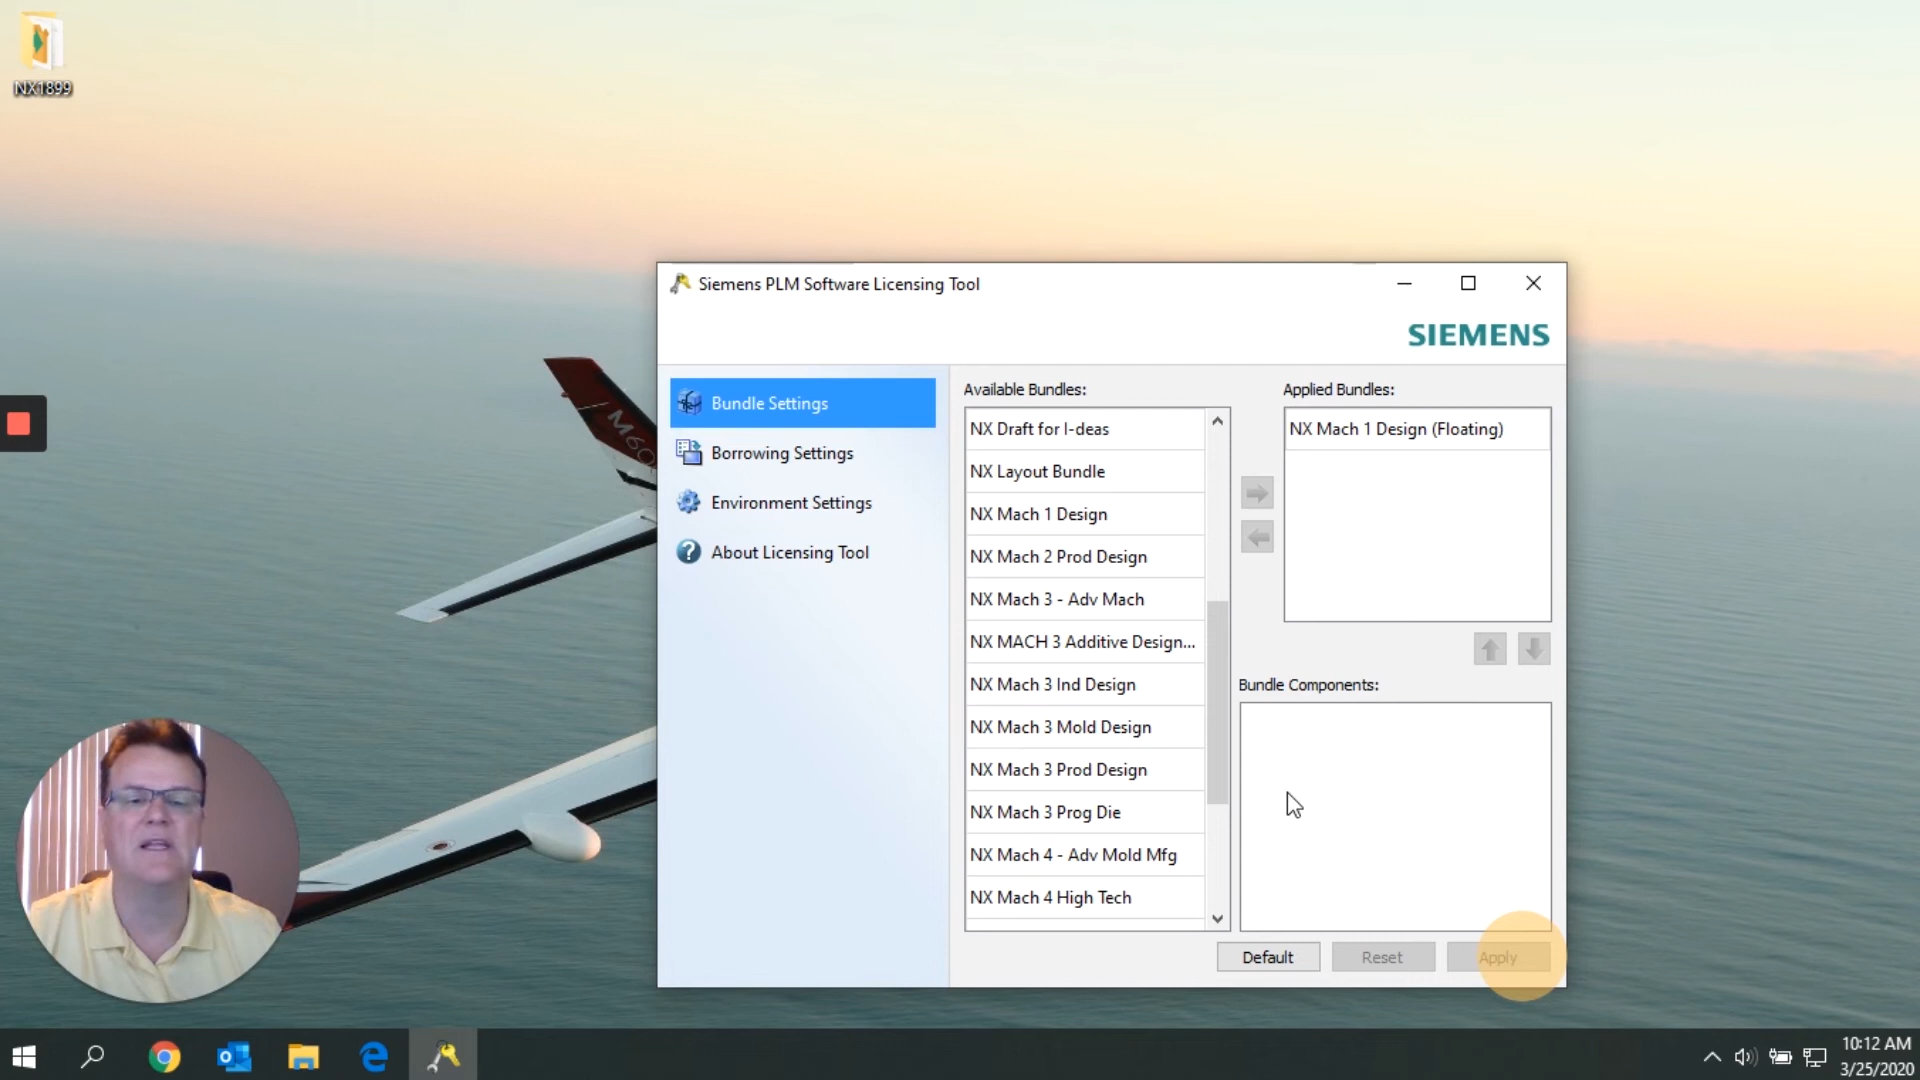 NX1899
M60
Siemens PLM Software Licensing Tool
SIEMENS
Bundle Settings
Borrowing Settings
Environment Settings
About Licensing Tool
Available Bundles:
NX Draft for I-deas
NX Layout Bundle
NX Mach 1 Design
NX Mach 2 Prod Design
NX Mach 3 - Adv Mach
NX MACH 3 Additive Design...
NX Mach 3 Ind Design
NX Mach 3 Mold Design
NX Mach 3 Prod Design
NX Mach 3 Prog Die
NX Mach 4 - Adv Mold Mfg
NX Mach 4 High Tech
Applied Bundles:
NX Mach 1 Design (Floating)
Bundle Components:
Default
Reset
Apply
10:12 AM
3/25/2020